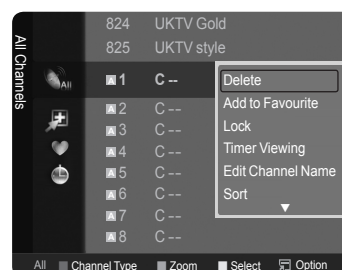 All Channels
824 UKTV Gold
825 UKTV style
All
A 1 C --
A 2 C --
A 3 C --
A 4 C --
A 5 C --
A 6 C --
A 7 C --
A 8 C --
Delete
Add to Favourite
Lock
Timer Viewing
Edit Channel Name
Sort
All Channel Type Zoom Select Option